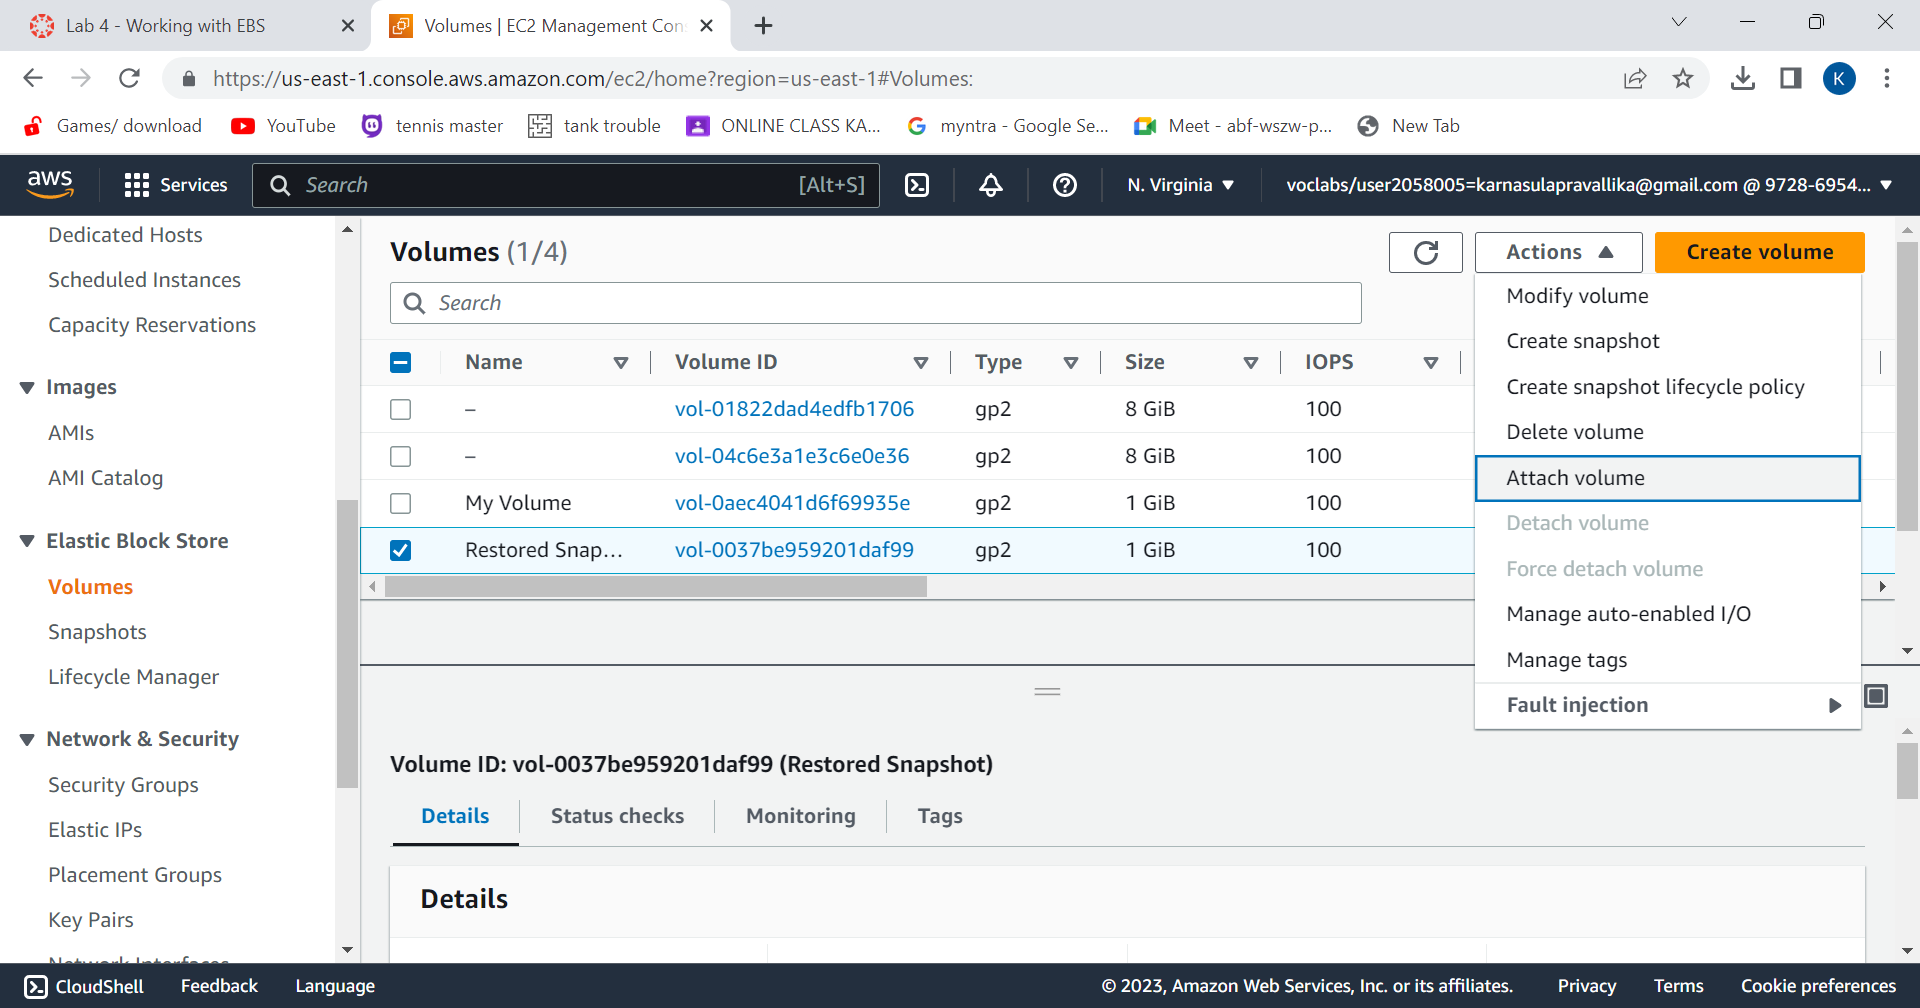 Lab 4 - Working with EBS
Volumes | EC2 Management Con
https://us-east-1.console.aws.amazon.com/ec2/home?region=us-east-1#Volumes:
K
Games/ download
YouTube
tennis master
tank trouble
ONLINE CLASS KA...
myntra - Google Se...
Meet - abf-wszw-p...
New Tab
aws
Services
Search
[Alt+S]
N. Virginia
voclabs/user2058005=karnasulapravallika@gmail.com @ 9728-6954...
Dedicated Hosts
Scheduled Instances
Capacity Reservations
Images
AMIs
AMI Catalog
Elastic Block Store
Volumes
Snapshots
Lifecycle Manager
Network & Security
Security Groups
Elastic IPs
Placement Groups
Key Pairs
Network Interfaces
Volumes (1/4)
Actions
Create volume
Search
Name Volume ID Type Size IOPS
– vol-01822dad4edfb1706 gp2 8 GiB 100
– vol-04c6e3a1e3c6e0e36 gp2 8 GiB 100
My Volume vol-0aec4041d6f69935e gp2 1 GiB 100
Restored Snap... vol-0037be959201daf99 gp2 1 GiB 100
Modify volume
Create snapshot
Create snapshot lifecycle policy
Delete volume
Attach volume
Detach volume
Force detach volume
Manage auto-enabled I/O
Manage tags
Fault injection
Volume ID: vol-0037be959201daf99 (Restored Snapshot)
Details
Status checks
Monitoring
Tags
Details
CloudShell
Feedback
Language
© 2023, Amazon Web Services, Inc. or its affiliates.
Privacy
Terms
Cookie preferences